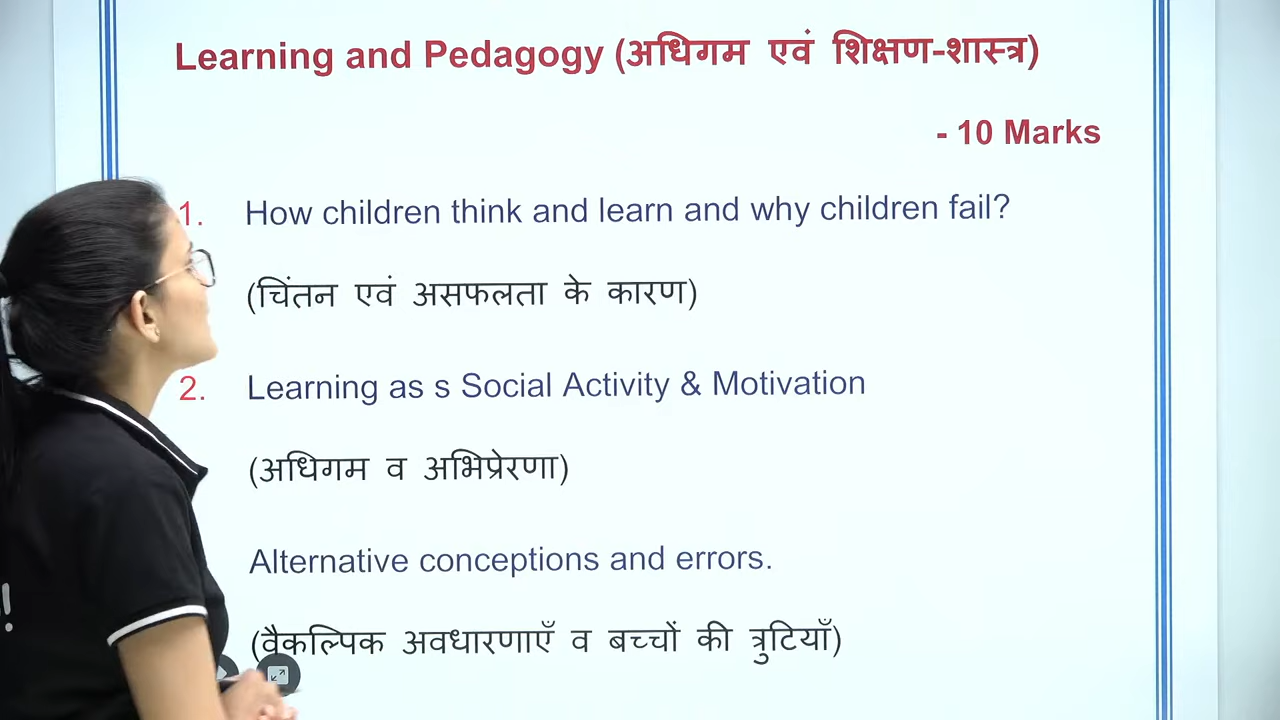 Learning and Pedagogy (अधिगम एवं शिक्षण-शास्त्र)
- 10 Marks
1. How children think and learn and why children fail?
(चिंतन एवं असफलता के कारण)
2. Learning as s Social Activity & Motivation
(अधिगम व अभिप्रेरणा)
Alternative conceptions and errors.
(वैकल्पिक अवधारणाएँ व बच्चों की त्रुटियाँ)
!